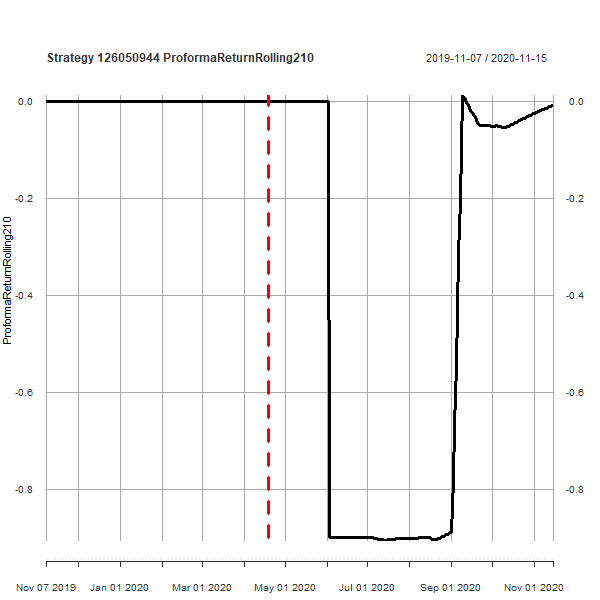 Strategy 126050944 ProformaReturnRolling210
2019-11-07 / 2020-11-15
0.0 0.0
-0.2 -0.2
-0.4 -0.4
-0.6 -0.6
-0.8 -0.8
ProformaReturnRolling210
Nov 07 2019 Jan 01 2020 Mar 01 2020 May 01 2020 Jul 01 2020 Sep 01 2020 Nov 01 2020